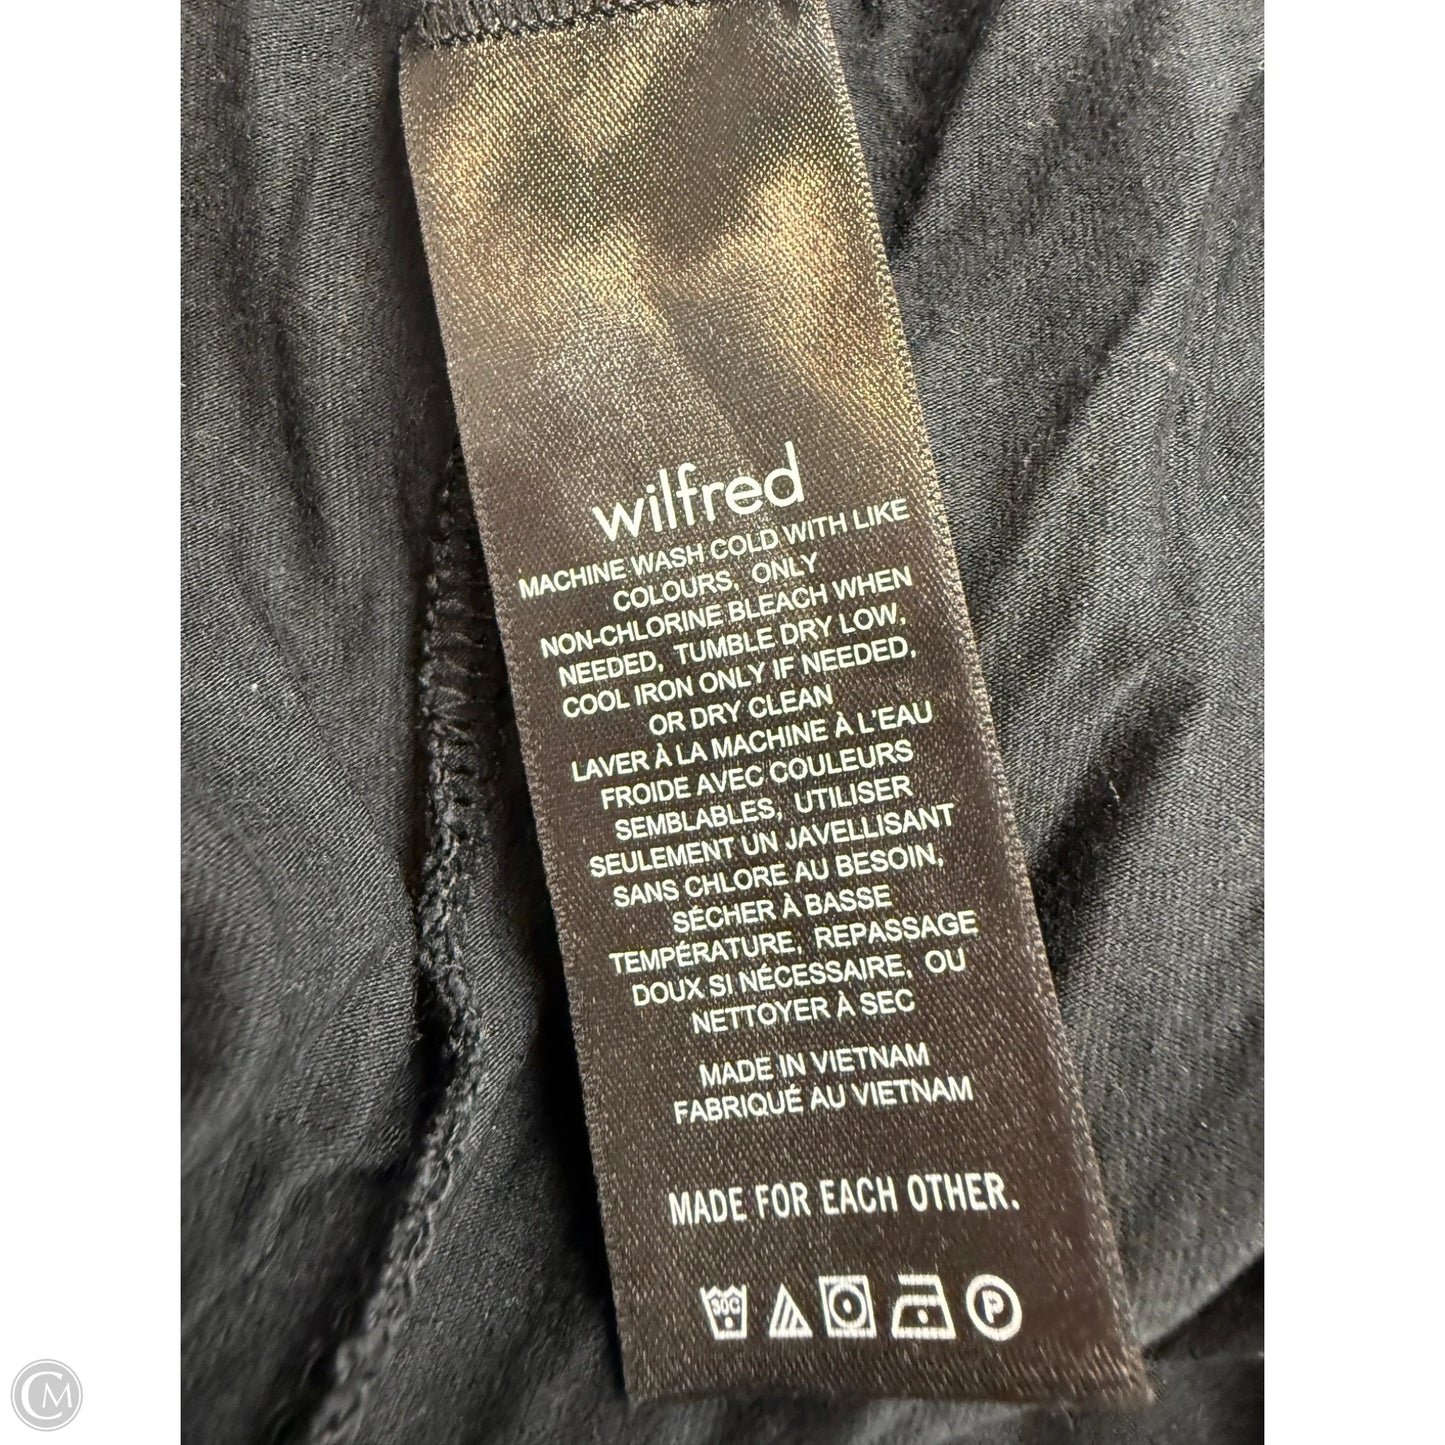 wilfred
MACHINE WASH COLD WITH LIKE
COLOURS, ONLY
NON-CHLORINE BLEACH WHEN
NEEDED, TUMBLE DRY LOW,
COOL IRON ONLY IF NEEDED,
OR DRY CLEAN
LAVER À LA MACHINE À L'EAU
FROIDE AVEC COULEURS
SEMBLABLES, UTILISER
SEULEMENT UN JAVELLISANT
SANS CHLORE AU BESOIN,
SÉCHER À BASSE
TEMPÉRATURE, REPASSAGE
DOUX SI NÉCESSAIRE, OU
NETTOYER À SEC
MADE IN VIETNAM
FABRIQUÉ AU VIETNAM
MADE FOR EACH OTHER.
30C P
CM